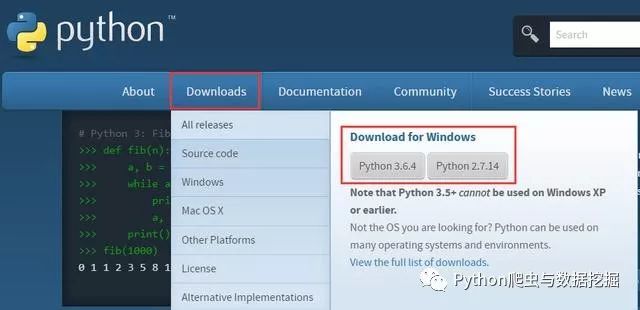 python™
Search
About
Downloads
Documentation
Community
Success Stories
News
# Python 3: Fib
>>> def fib(n):
>>> a, b =
>>> while a
>>> pri
>>> a,
>>> print()
>>> fib(1000)
0 1 1 2 3 5 8 1
All releases
Source code
Windows
Mac OS X
Other Platforms
License
Alternative Implementations
Download for Windows
Python 3.6.4
Python 2.7.14
Note that Python 3.5+ cannot be used on Windows XP
or earlier.
Not the OS you are looking for? Python can be used on
many operating systems and environments.
View the full list of downloads.
Python爬虫与数据挖掘